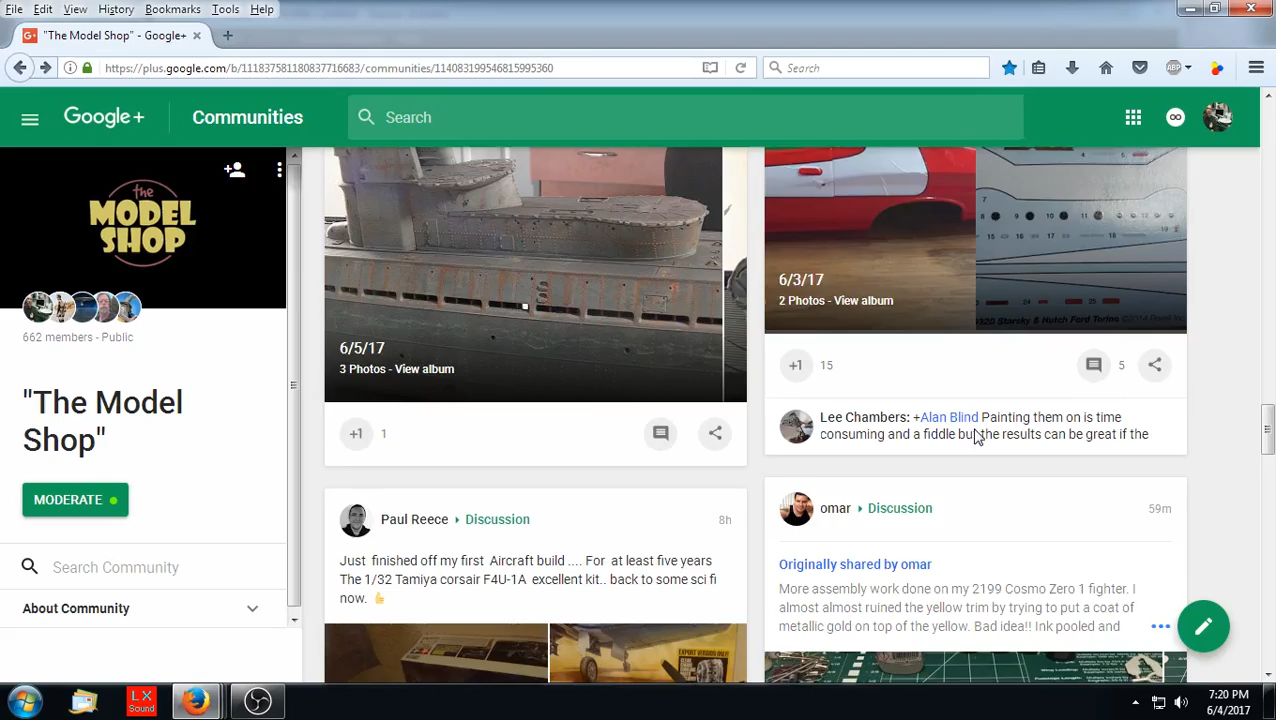 File Edit View History Bookmarks Tools Help
"The Model Shop" - Google+
https://plus.google.com/b/111837581180837716683/communities/114083199546815995360
Search
ABP
Google+ Communities
Search
the
MODEL
SHOP
662 members - Public
"The Model
Shop"
MODERATE
Search Community
About Community
6/5/17
3 Photos - View album
+1 1
Paul Reece Discussion 8h
Just finished off my first Aircraft build .... For at least five years
The 1/32 Tamiya corsair F4U-1A excellent kit.. back to some sci fi
now. 👍
6/3/17
2 Photos - View album
+1 15 5
Lee Chambers: +Alan Blind Painting them on is time
consuming and a fiddle but the results can be great if the
omar Discussion 59m
Originally shared by omar
More assembly work done on my 2199 Cosmo Zero 1 fighter. I
almost almost ruined the yellow trim by trying to put a coat of
metallic gold on top of the yellow. Bad idea!! Ink pooled and
LX
Sound
7:20 PM
6/4/2017